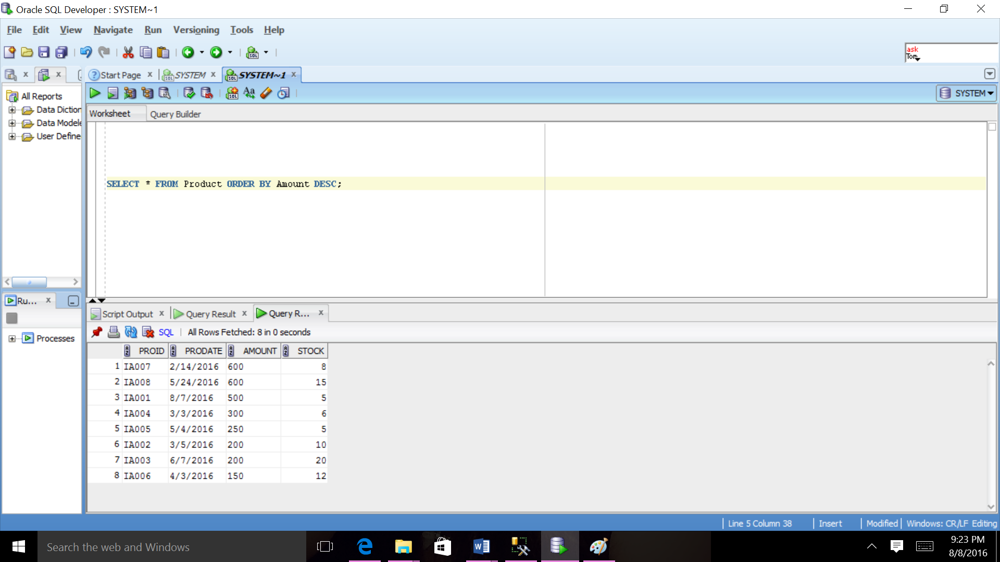 Oracle SQL Developer : SYSTEM~1
File Edit View Navigate Run Versioning Tools Help
ask
Tom
Start Page SYSTEM SYSTEM~1
SYSTEM
All Reports
Data Diction
Data Modele
User Define
Worksheet Query Builder
SELECT * FROM Product ORDER BY Amount DESC;
Ru...
Processes
Script Output Query Result Query R...
SQL All Rows Fetched: 8 in 0 seconds
PROID PRODATE AMOUNT STOCK
1 IA007 2/14/2016 600 8
2 IA008 5/24/2016 600 15
3 IA001 8/7/2016 500 5
4 IA004 3/3/2016 300 6
5 IA005 5/4/2016 250 5
6 IA002 3/5/2016 200 10
7 IA003 6/7/2016 200 20
8 IA006 4/3/2016 150 12
Line 5 Column 38 Insert Modified Windows: CR/LF Editing
Search the web and Windows
9:23 PM
8/8/2016